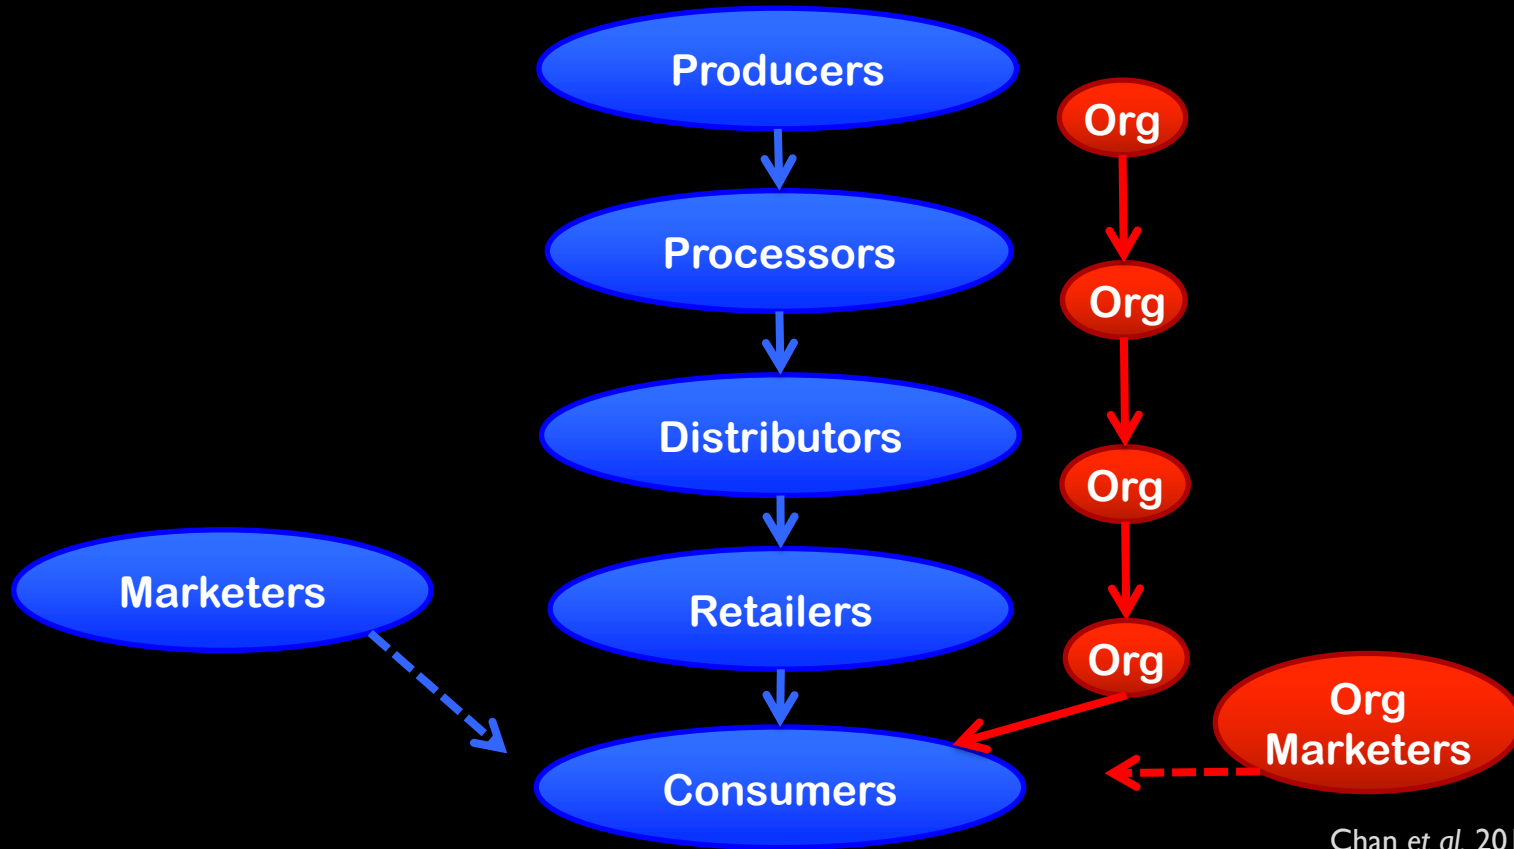 Producers
Org
Processors
Org
Distributors
Org
Marketers
Retailers
Org
Org
Marketers
Consumers
Chan et al.